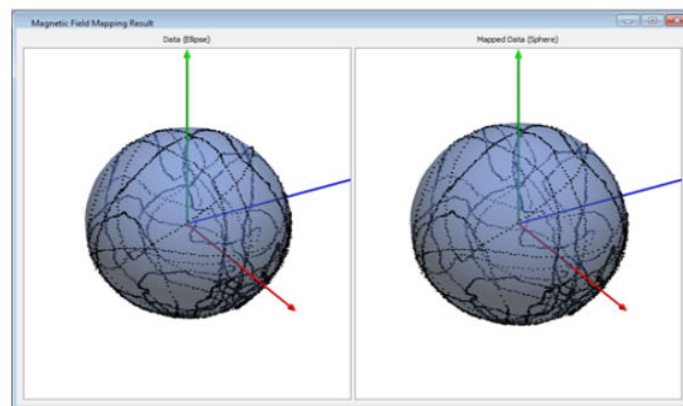 Magnetic Field Mapping Result
Data (Ellipse)
Mapped Data (Sphere)